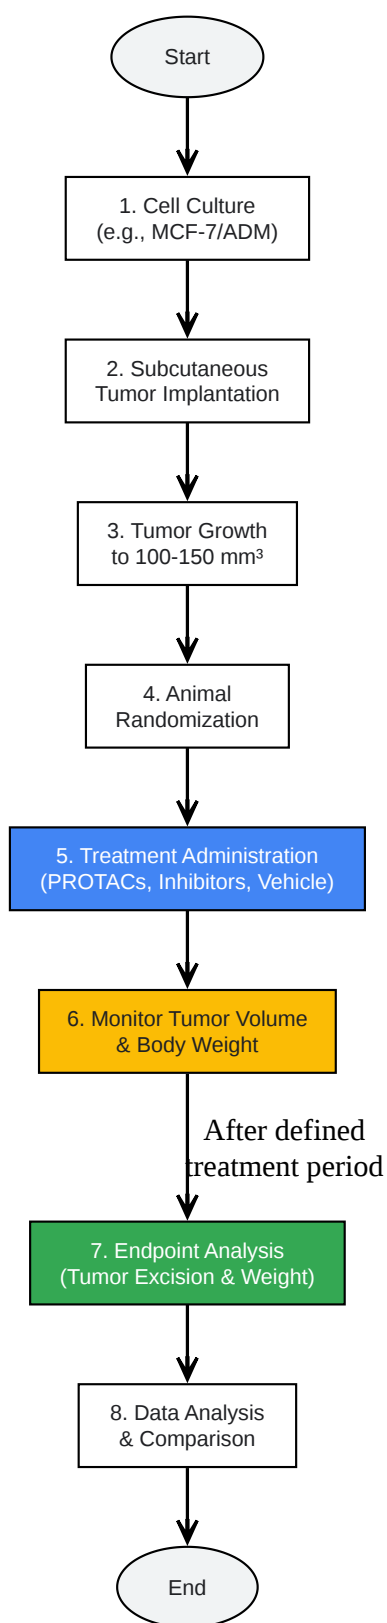 Start
1. Cell Culture
(e.g., MCF-7/ADM)
2. Subcutaneous
Tumor Implantation
3. Tumor Growth
to 100-150 mm³
4. Animal
Randomization
5. Treatment Administration
(PROTACs, Inhibitors, Vehicle)
6. Monitor Tumor Volume
& Body Weight
After defined
treatment period
7. Endpoint Analysis
(Tumor Excision & Weight)
8. Data Analysis
& Comparison
End